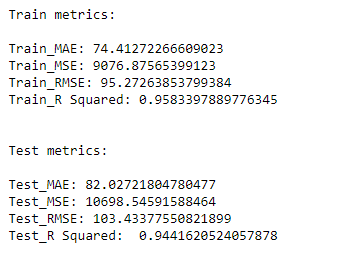 Train metrics:
Train_MAE: 74.41272266609023
Train_MSE: 9076.87565399123
Train_RMSE: 95.27263853799384
Train_R Squared: 0.9583397889776345
Test metrics:
Test_MAE: 82.02721804780477
Test_MSE: 10698.54591588464
Test_RMSE: 103.43377550821899
Test_R Squared:  0.9441620524057878